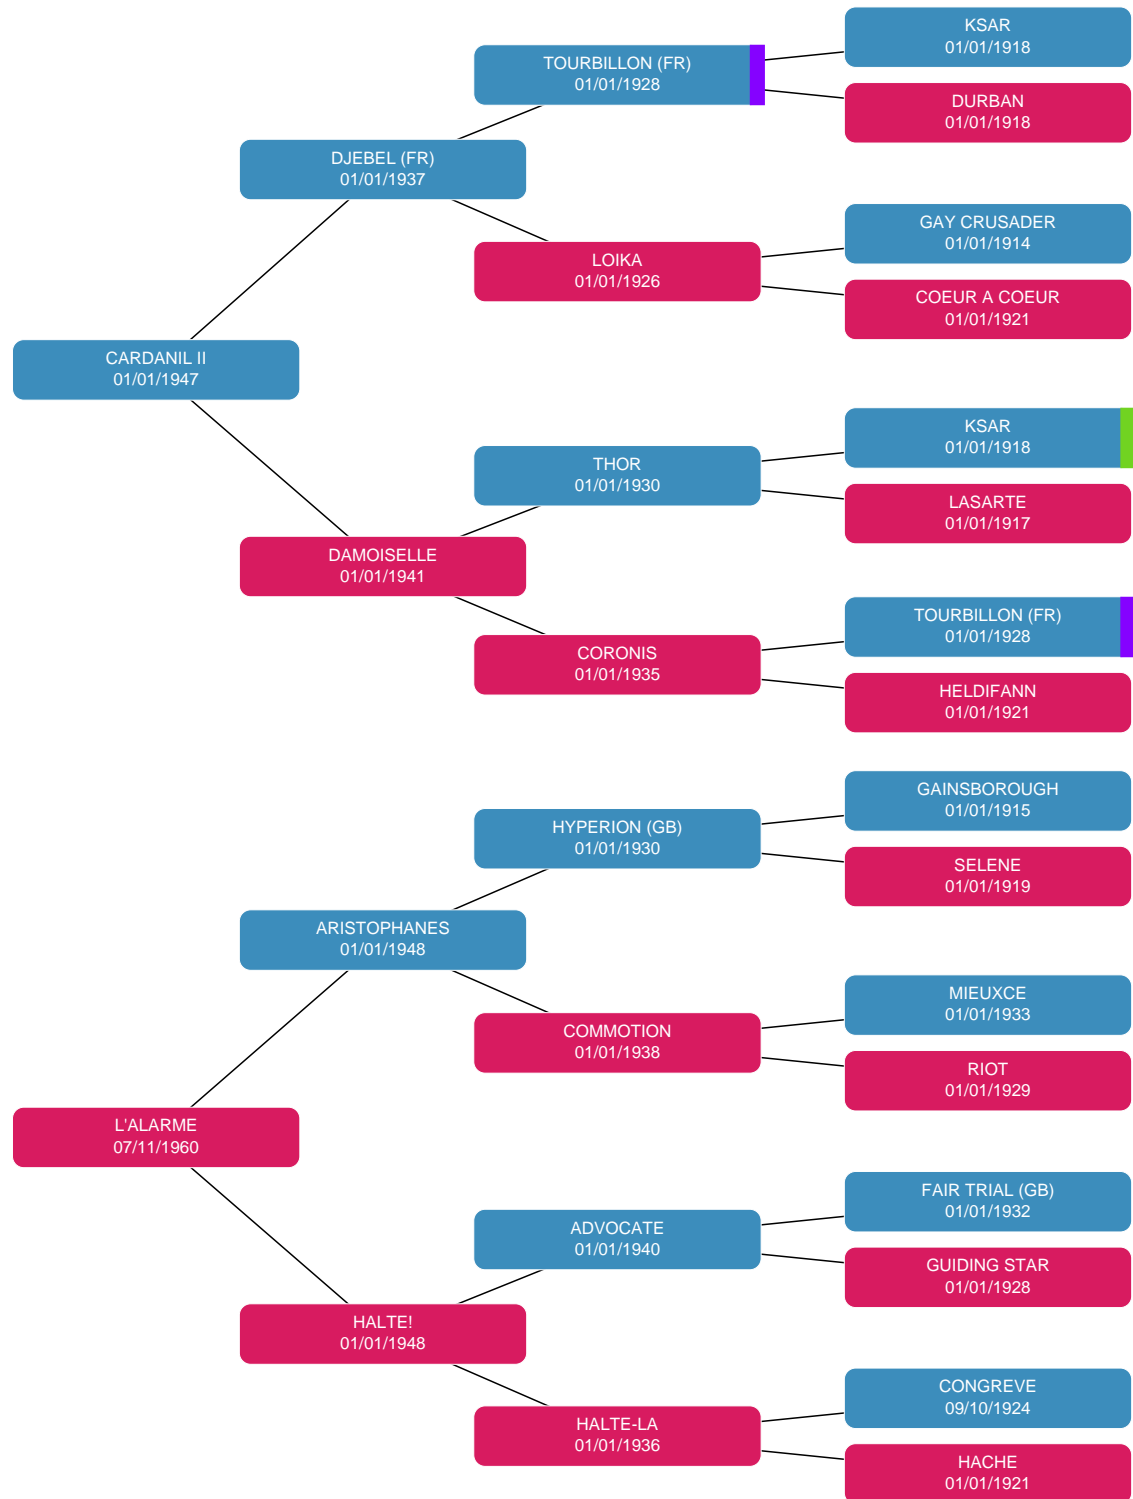 KSAR
01/01/1918
TOURBILLON (FR)
01/01/1928
DURBAN
01/01/1918
DJEBEL (FR)
01/01/1937
GAY CRUSADER
01/01/1914
LOIKA
01/01/1926
COEUR A COEUR
01/01/1921
CARDANIL II
01/01/1947
KSAR
01/01/1918
THOR
01/01/1930
LASARTE
01/01/1917
DAMOISELLE
01/01/1941
TOURBILLON (FR)
01/01/1928
CORONIS
01/01/1935
HELDIFANN
01/01/1921
GAINSBOROUGH
01/01/1915
HYPERION (GB)
01/01/1930
SELENE
01/01/1919
ARISTOPHANES
01/01/1948
MIEUXCE
01/01/1933
COMMOTION
01/01/1938
RIOT
01/01/1929
L'ALARME
07/11/1960
FAIR TRIAL (GB)
01/01/1932
ADVOCATE
01/01/1940
GUIDING STAR
01/01/1928
HALTE!
01/01/1948
CONGREVE
09/10/1924
HALTE-LA
01/01/1936
HACHE
01/01/1921